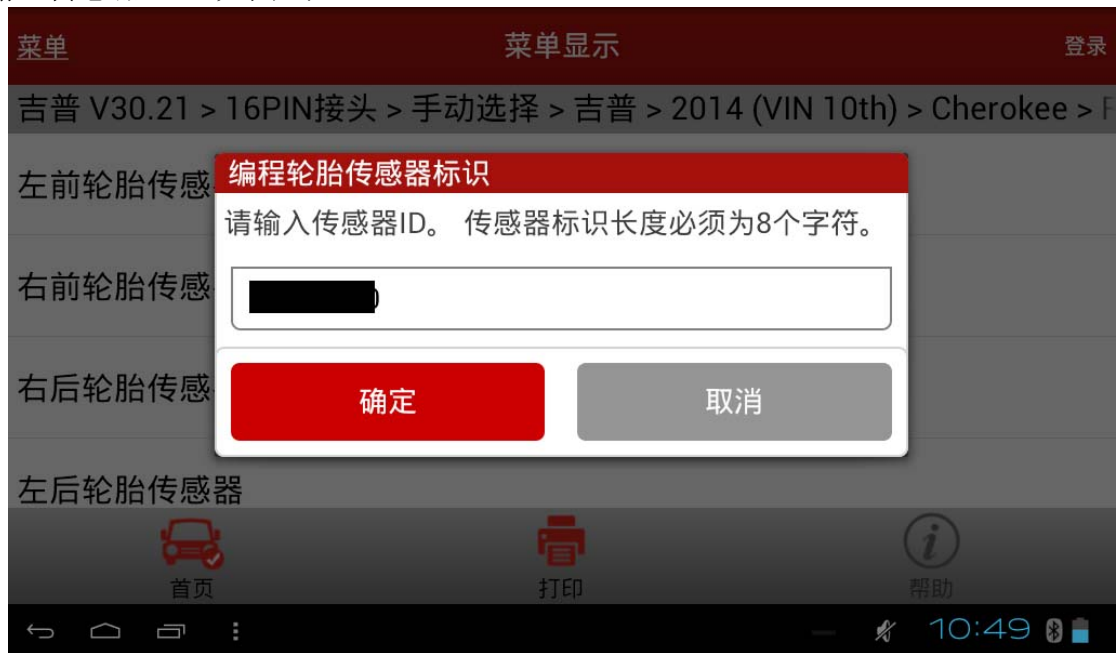 菜单 菜单显示 登录
吉普 V30.21 > 16PIN接头 > 手动选择 > 吉普 > 2014 (VIN 10th) > Cherokee >
左前轮胎传感
编程轮胎传感器标识
请输入传感器ID。 传感器标识长度必须为8个字符。
右前轮胎传感
右后轮胎传感
确定 取消
左后轮胎传感器
首页 打印 帮助
10:49